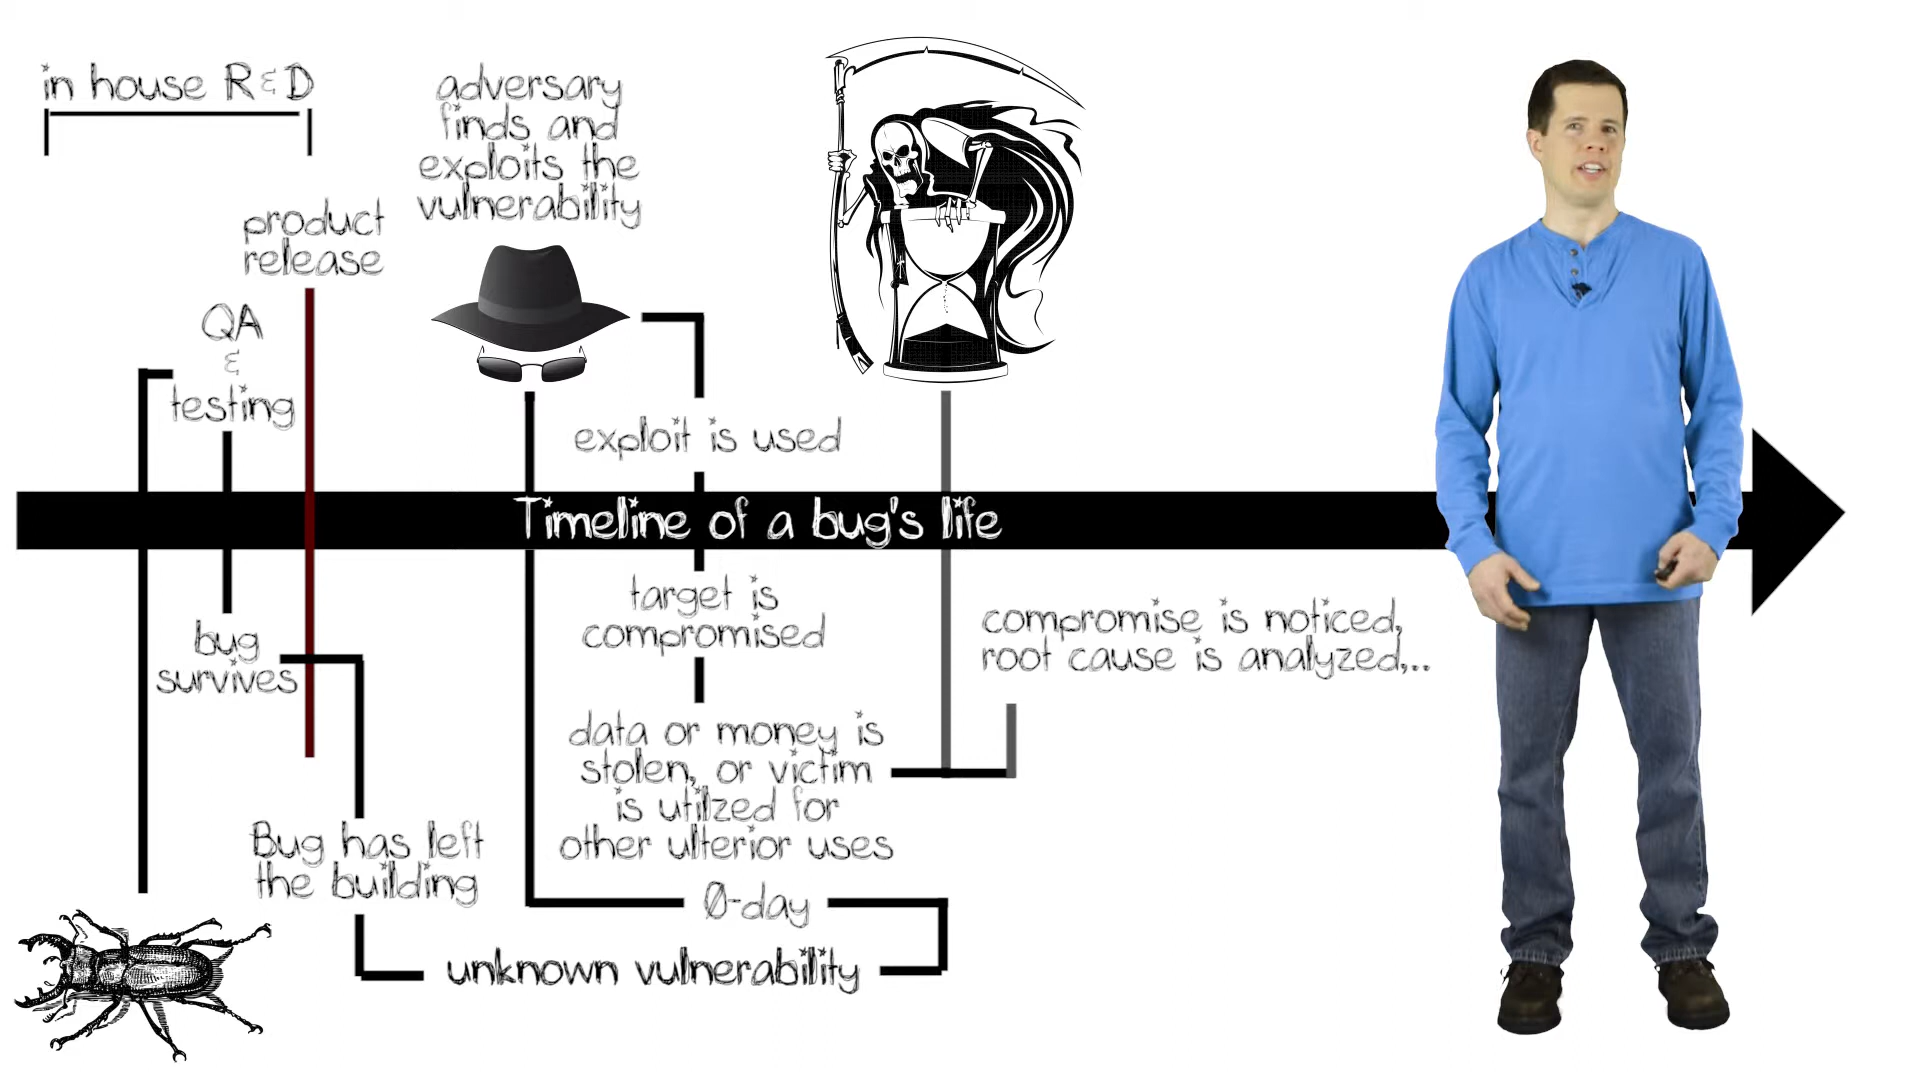 in house R & D
adversary
finds and
exploits the
vulnerability
product
release
QA
&
testing
exploit is used
Timeline of a bug's life
target is
compromised
compromise is noticed,
root cause is analyzed,..
bug
survives
data or money is
stolen, or victim
is utilzed for
other ulterior uses
Bug has left
the building
0-day
unknown vulnerability